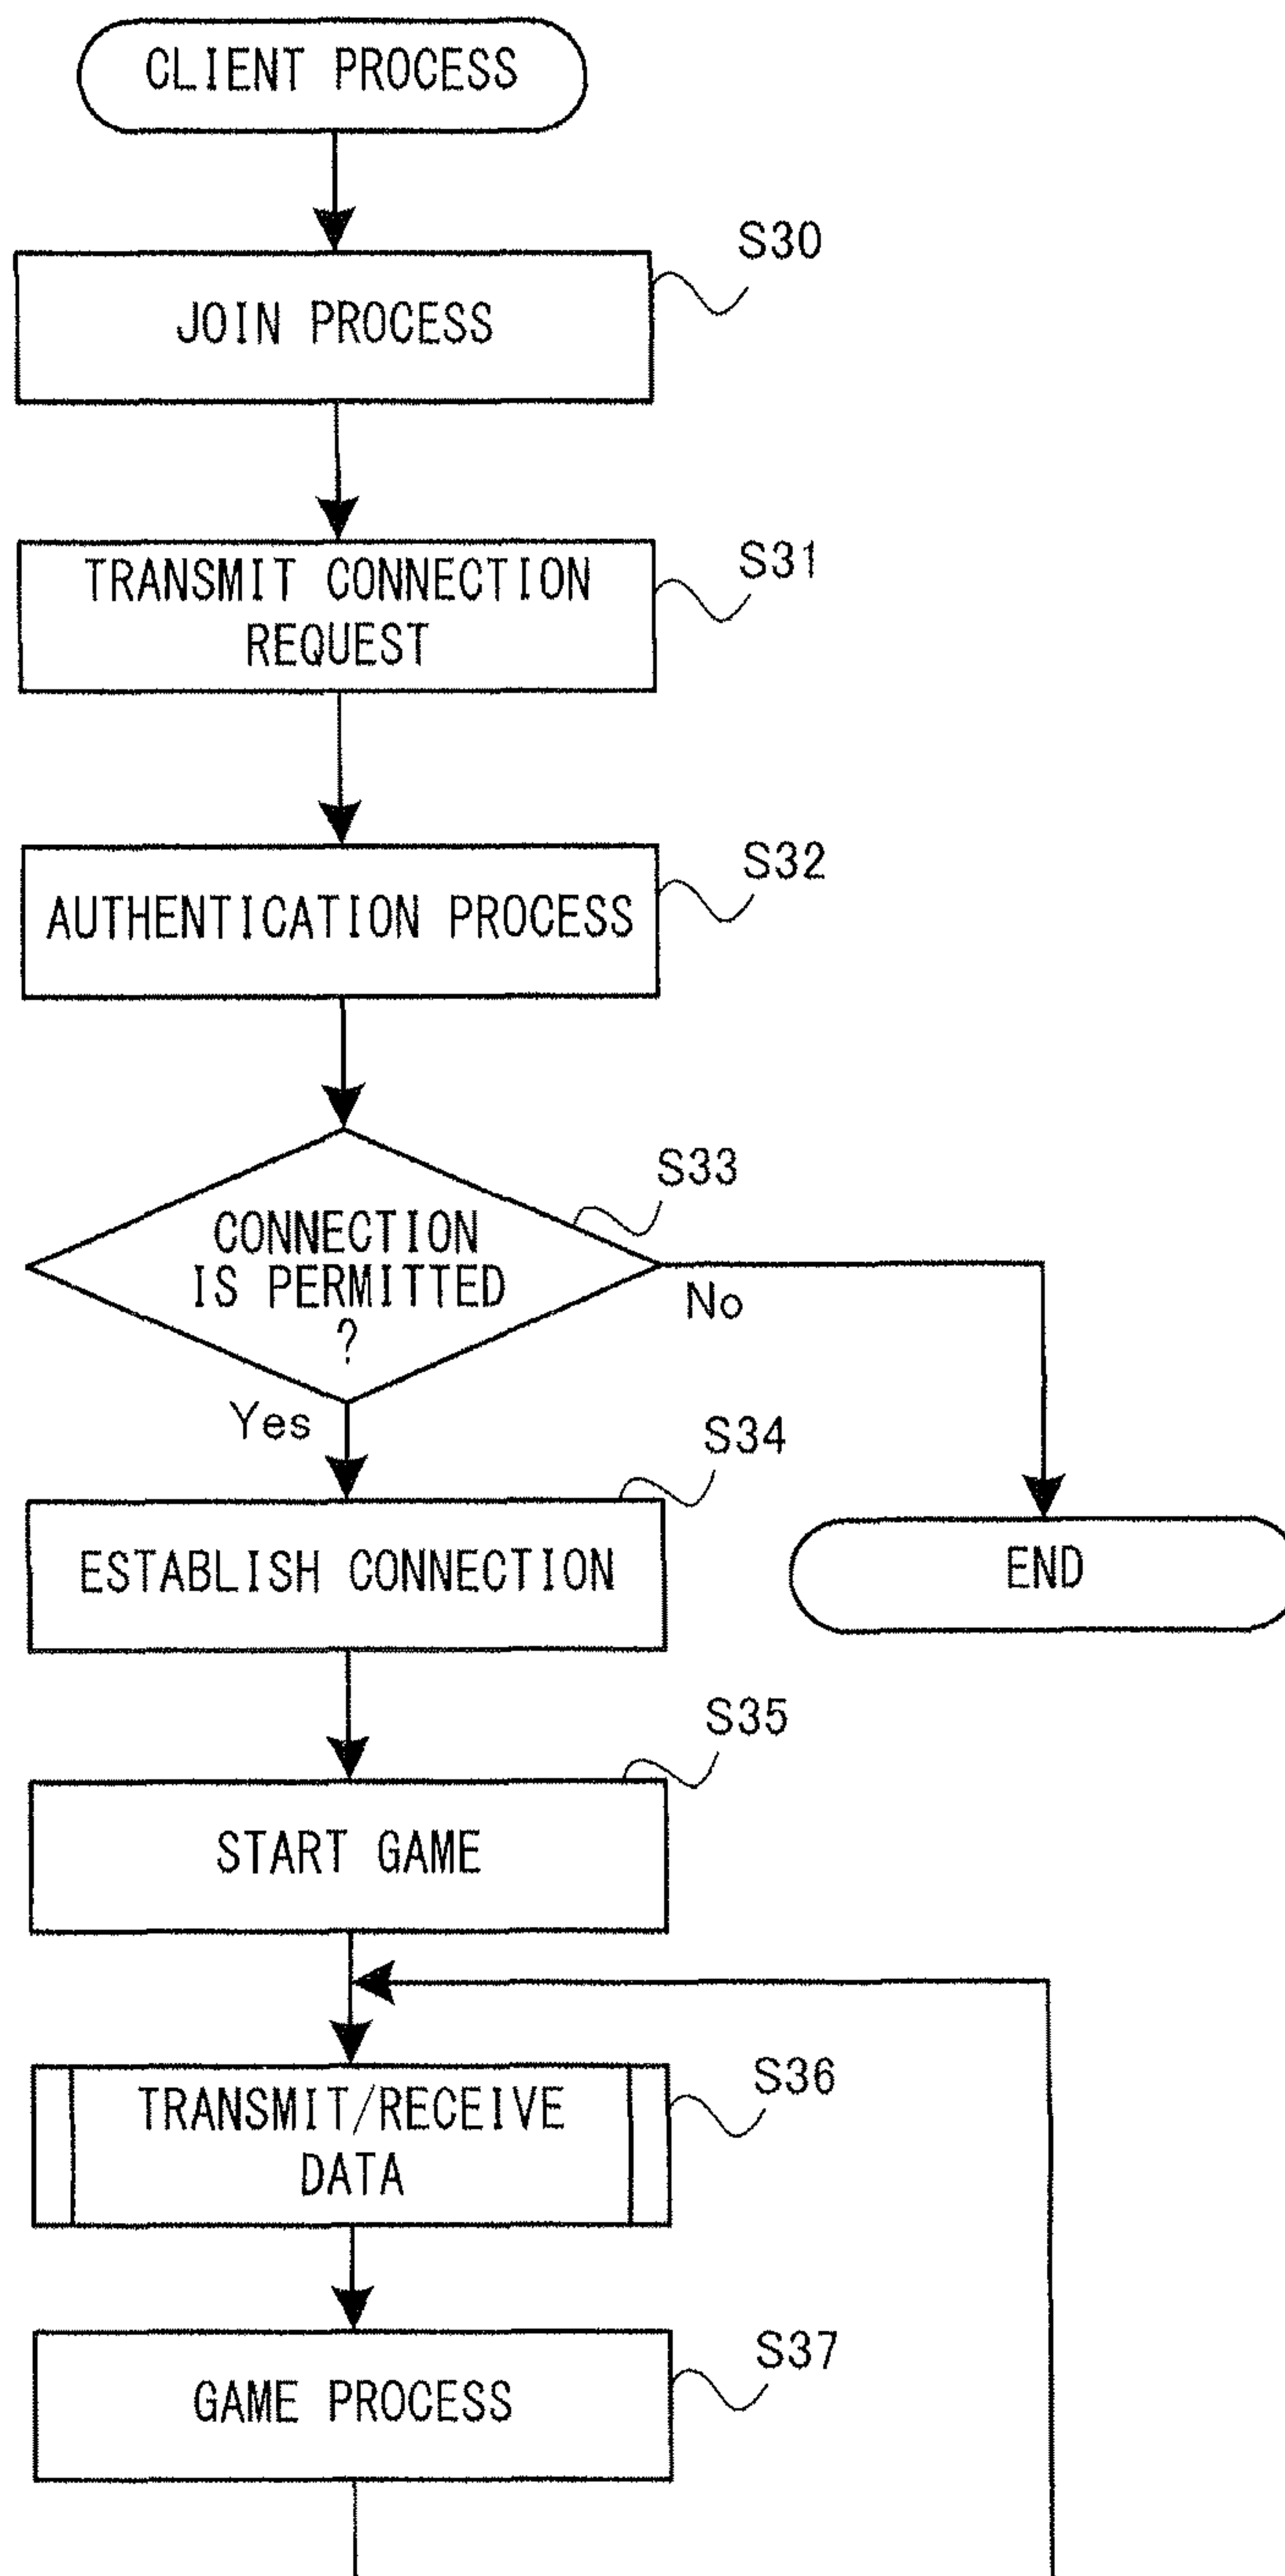 CLIENT PROCESS
S30
JOIN PROCESS
S31
TRANSMIT CONNECTION
REQUEST
S32
AUTHENTICATION PROCESS
S33
CONNECTION
IS PERMITTED
?
No
Yes
S34
ESTABLISH CONNECTION
END
S35
START GAME
S36
TRANSMIT/RECEIVE
DATA
S37
GAME PROCESS